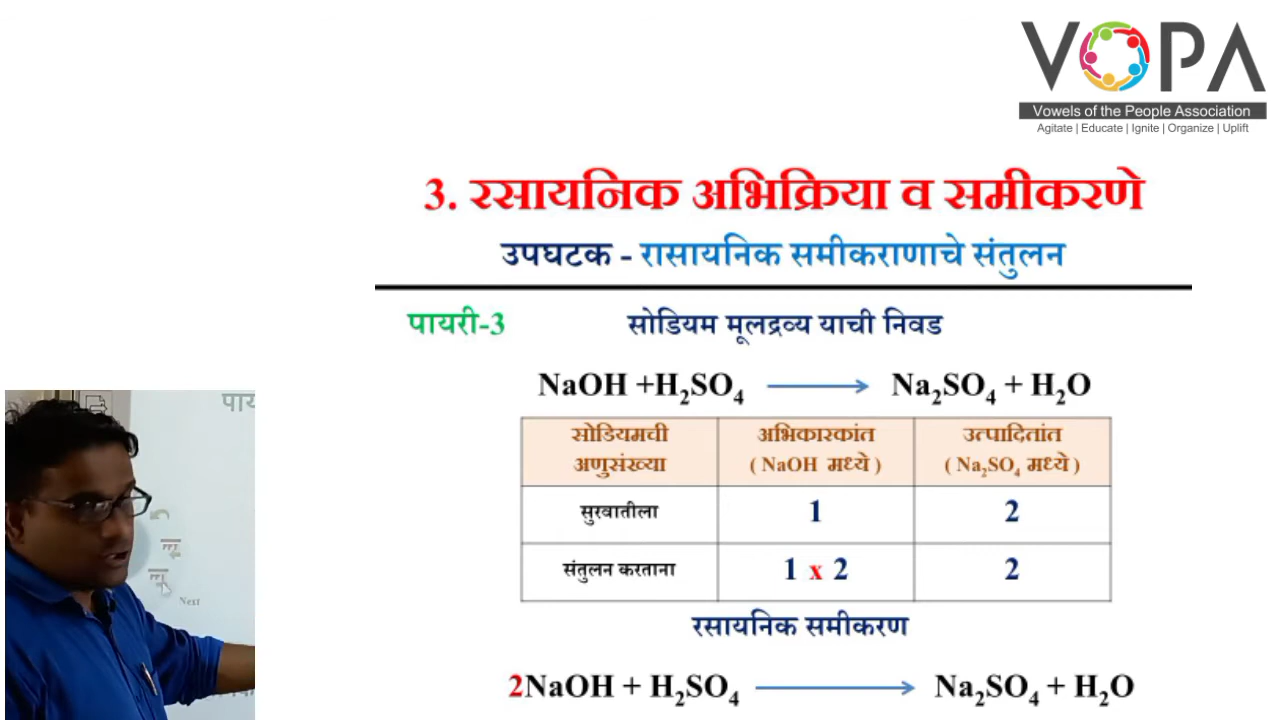 VOPA
Vowels of the People Association
Agitate | Educate | Ignite | Organize | Uplift
3. रसायनिक अभिक्रिया व समीकरणे
उपघटक - रासायनिक समीकराणाचे संतुलन
पायरी-3 सोडियम मूलद्रव्य याची निवड
NaOH +H₂SO₄ ⟶ Na₂SO₄ + H₂O
सोडियमची अभिकारकांत उत्पादितांत
अणुसंख्या ( NaOH मध्ये ) ( Na₂SO₄ मध्ये )
सुरवातीला 1 2
संतुलन करताना 1 x 2 2
रसायनिक समीकरण
2NaOH + H₂SO₄ ⟶ Na₂SO₄ + H₂O
पाय
Next